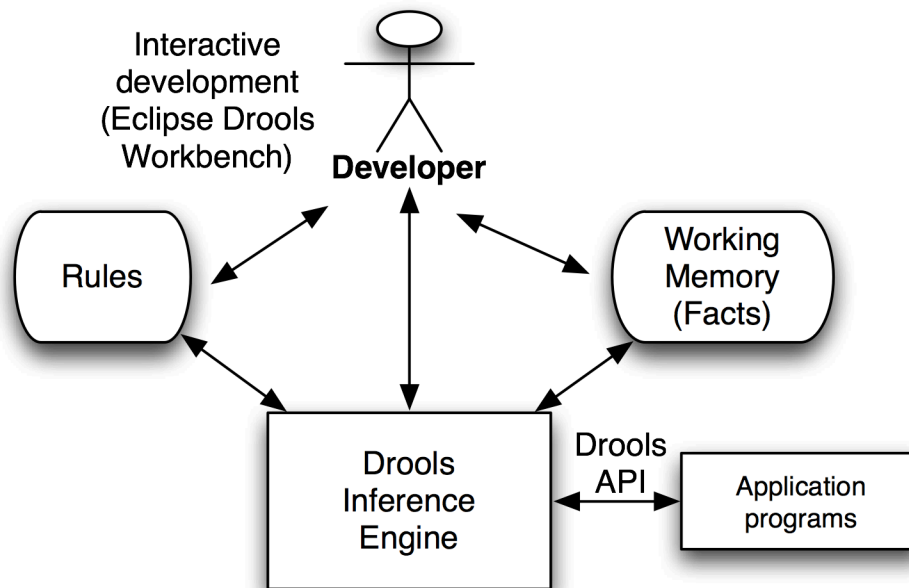 Interactive
development
(Eclipse Drools
Workbench)
Developer
Rules
Working
Memory
(Facts)
Drools
Inference
Engine
Drools
API
Application
programs